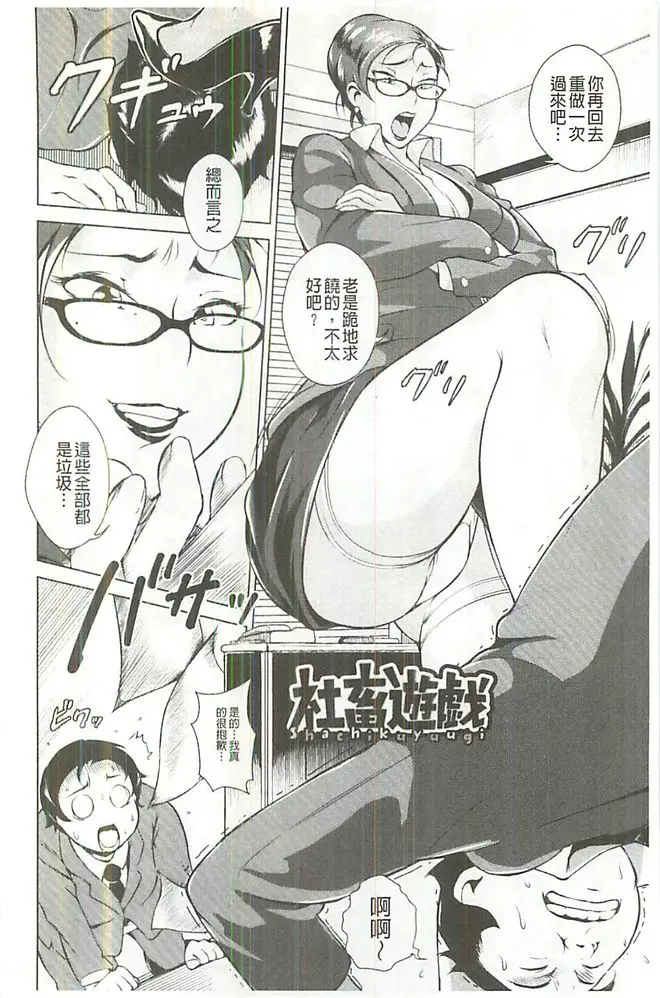 你再回去
重做一次
過來吧…
グリ
老是跪地求
饒的，不太
好吧？
グリ
社畜遊戯
Shachikuyuugi
啊
啊～
グギ
ュウゥ
總而言之
這些全部都
是垃圾…
バサッ
ビクッ
是的…我真
的很抱歉…